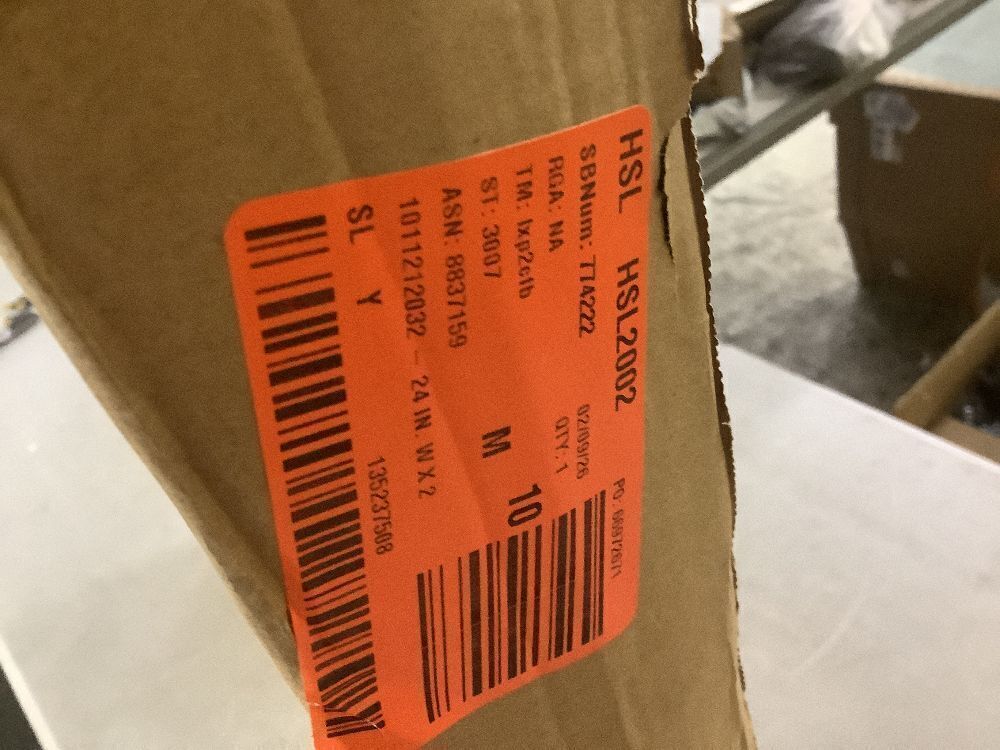 HSL HSL2002
SBNum: 774222 02/09/26
RGA: NA QTY: 1
TM: lxp2clb
ST: 3007 M 10
ASN: 8837159
1011212032 - 24 IN. W X 2
SL Y 135237508